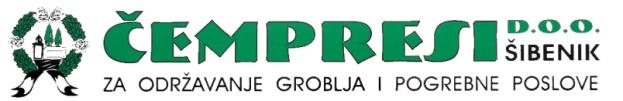 ČEMPRESI D.O.O.
ŠIBENIK
ZA ODRŽAVANJE GROBLJA I POGREBNE POSLOVE